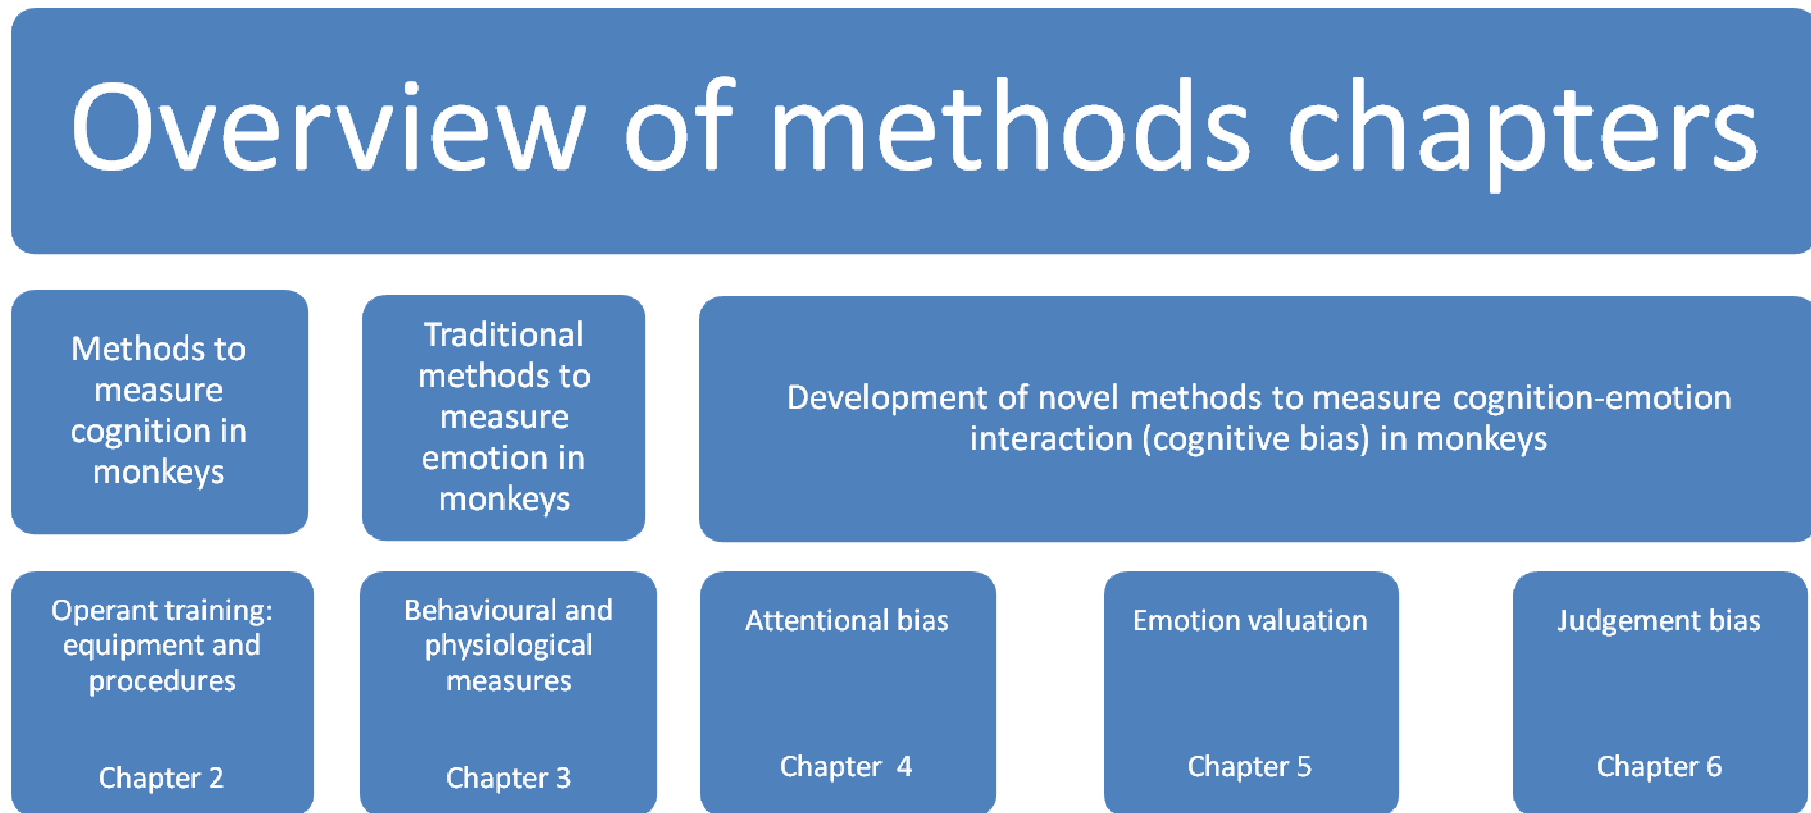 Overview of methods chapters
Methods to
measure
cognition in
monkeys
Traditional
methods to
measure
emotion in
monkeys
Development of novel methods to measure cognition-emotion
interaction (cognitive bias) in monkeys
Operant training:
equipment and
procedures
Chapter 2
Behavioural and
physiological
measures
Chapter 3
Attentional bias
Chapter  4
Emotion valuation
Chapter 5
Judgement bias
Chapter 6